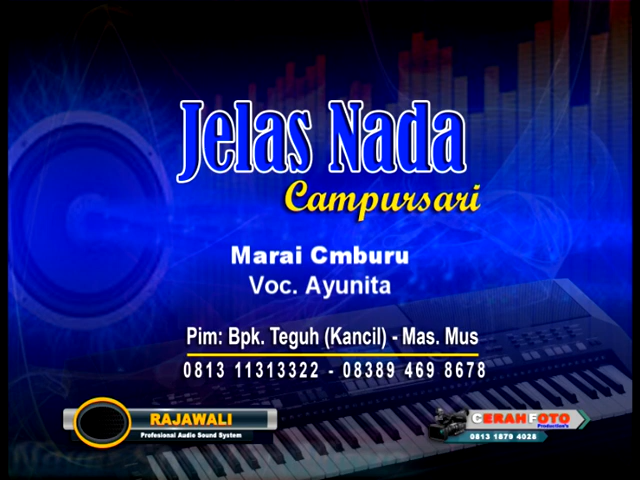 Jelas Nada
Campursari
Marai Cmburu
Voc. Ayunita
Pim: Bpk. Teguh (Kancil) - Mas. Mus
0813 11313322 - 08389 469 8678
RAJAWALI
Profesional Audio Sound System
CERAH FOTO
Production's
0813 1879 4028